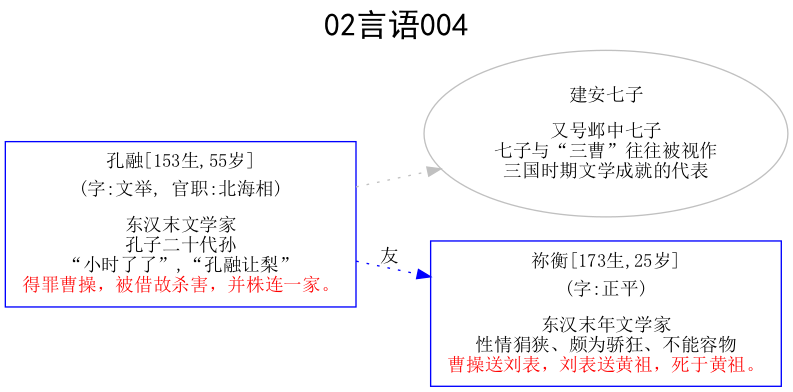 02言语004
建安七子
又号邺中七子
七子与“三曹”往往被视作
三国时期文学成就的代表
孔融[153生,55岁]
(字:文举, 官职:北海相)
东汉末文学家
孔子二十代孙
“小时了了”,“孔融让梨”
得罪曹操，被借故杀害，并株连一家。
友
祢衡[173生,25岁]
(字:正平)
东汉末年文学家
性情狷狭、颇为骄狂、不能容物
曹操送刘表，刘表送黄祖，死于黄祖。